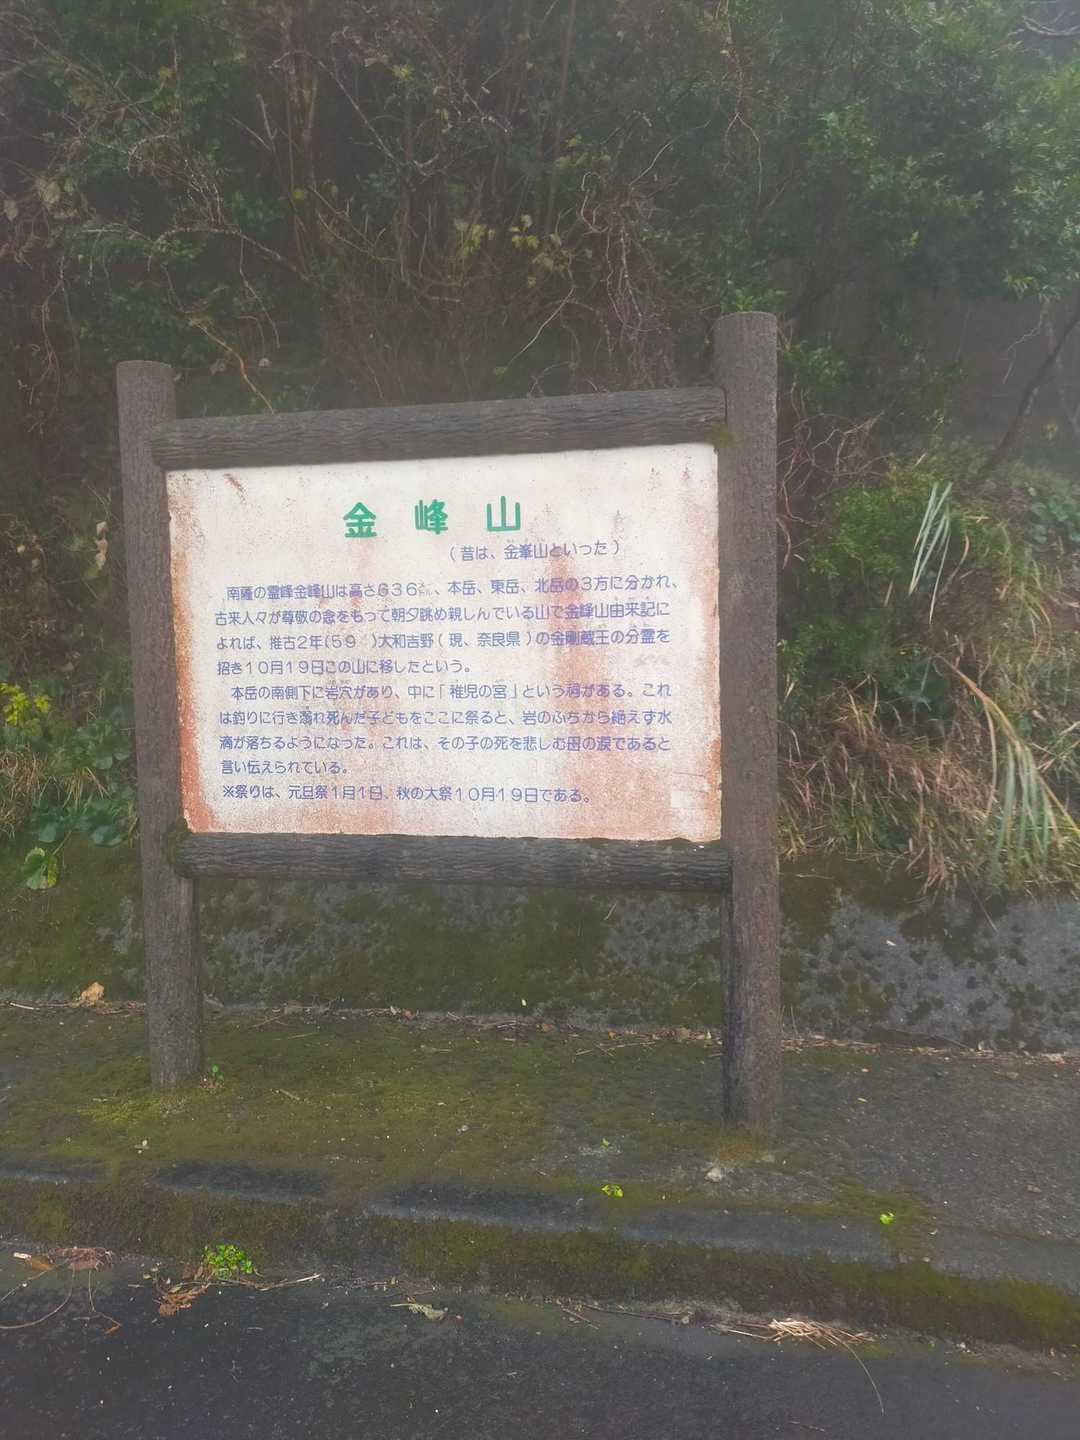 金峰山
(昔は、金峯山といった)
南薩の霊峰金峰山は高さ636㍍、本岳、東岳、北岳の3方に分かれ、
古来人々が尊敬の念をもって朝夕眺め親しんでいる山で金峰山由来記に
よれば、推古2年(59 )大和吉野(現、奈良県)の金剛蔵王の分霊を
招き10月19日この山に移したという。
本岳の南側下に岩穴があり、中に「稚児の宮」という祠がある。これ
は釣りに行き溺れ死んだ子どもをここに祭ると、岩のふちから絶えず水
滴が落ちるようになった。これは、その子の死を悲しむ母の涙であると
言い伝えられている。
※祭りは、元旦祭1月1日、秋の大祭10月19日である。